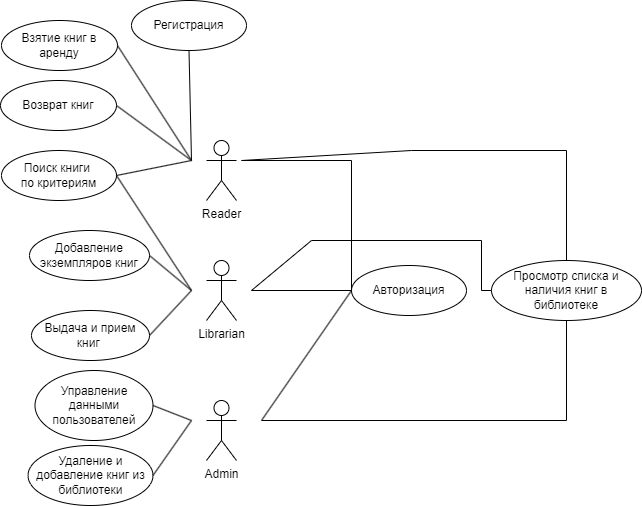 Регистрация
Взятие книг в
аренду
Возврат книг
Поиск книги
по критериям
Reader
Добавление
экземпляров книг
Авторизация
Просмотр списка и
наличия книг в
библиотеке
Выдача и прием
книг
Librarian
Управление
данными
пользователей
Удаление и
добавление книг из
библиотеки
Admin